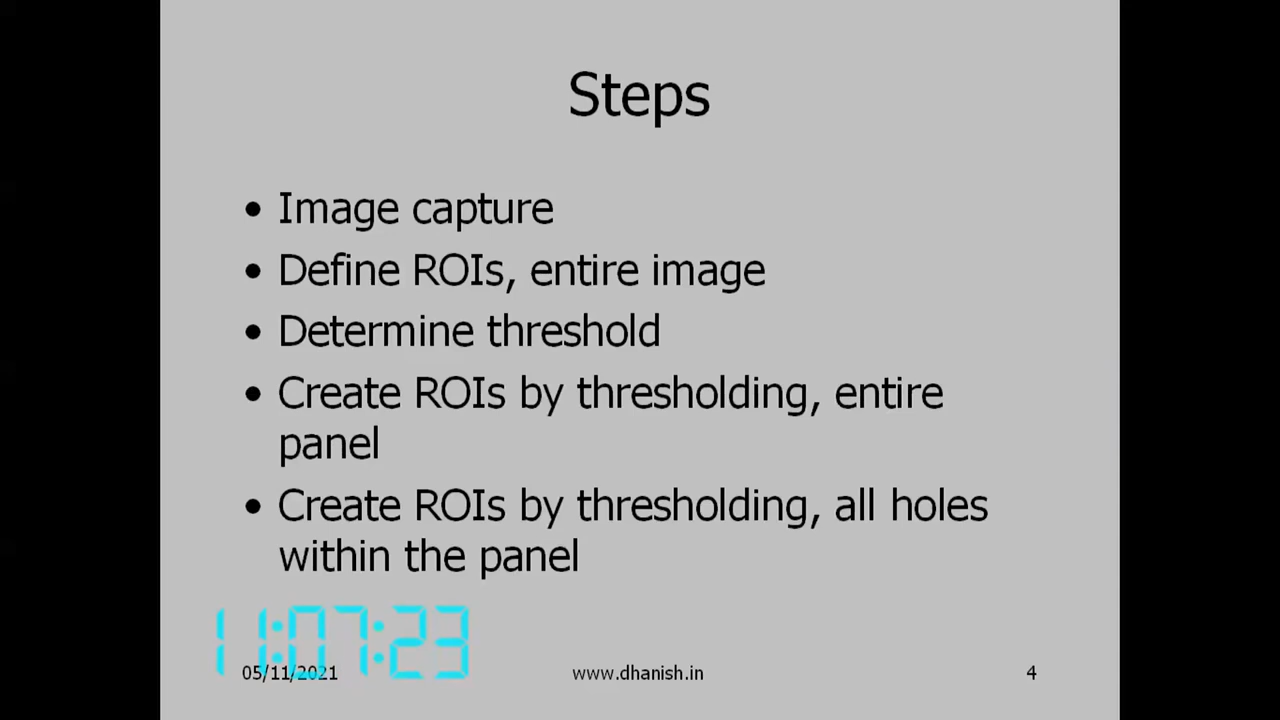 Steps
• Image capture
• Define ROIs, entire image
• Determine threshold
• Create ROIs by thresholding, entire
panel
• Create ROIs by thresholding, all holes
within the panel
11:07:23
05/11/2021
www.dhanish.in
4